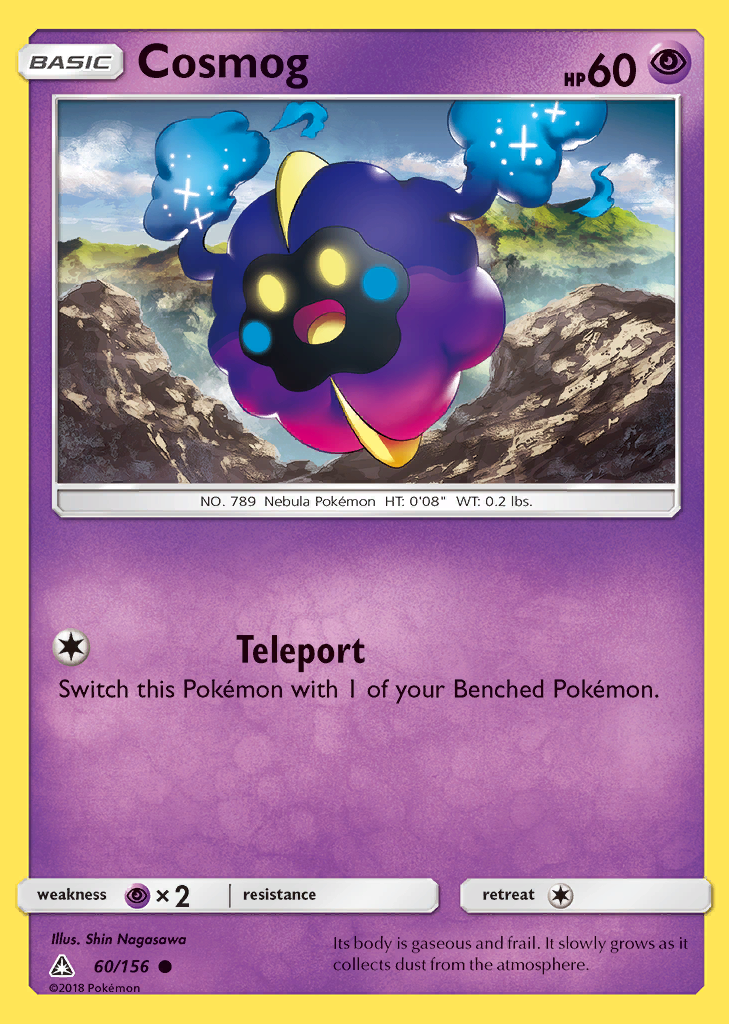 BASIC
Cosmog
HP60
NO. 789 Nebula Pokémon HT: 0'08" WT: 0.2 lbs.
Teleport
Switch this Pokémon with 1 of your Benched Pokémon.
weakness × 2 resistance retreat
Illus. Shin Nagasawa
60/156
©2018 Pokémon
Its body is gaseous and frail. It slowly grows as it
collects dust from the atmosphere.